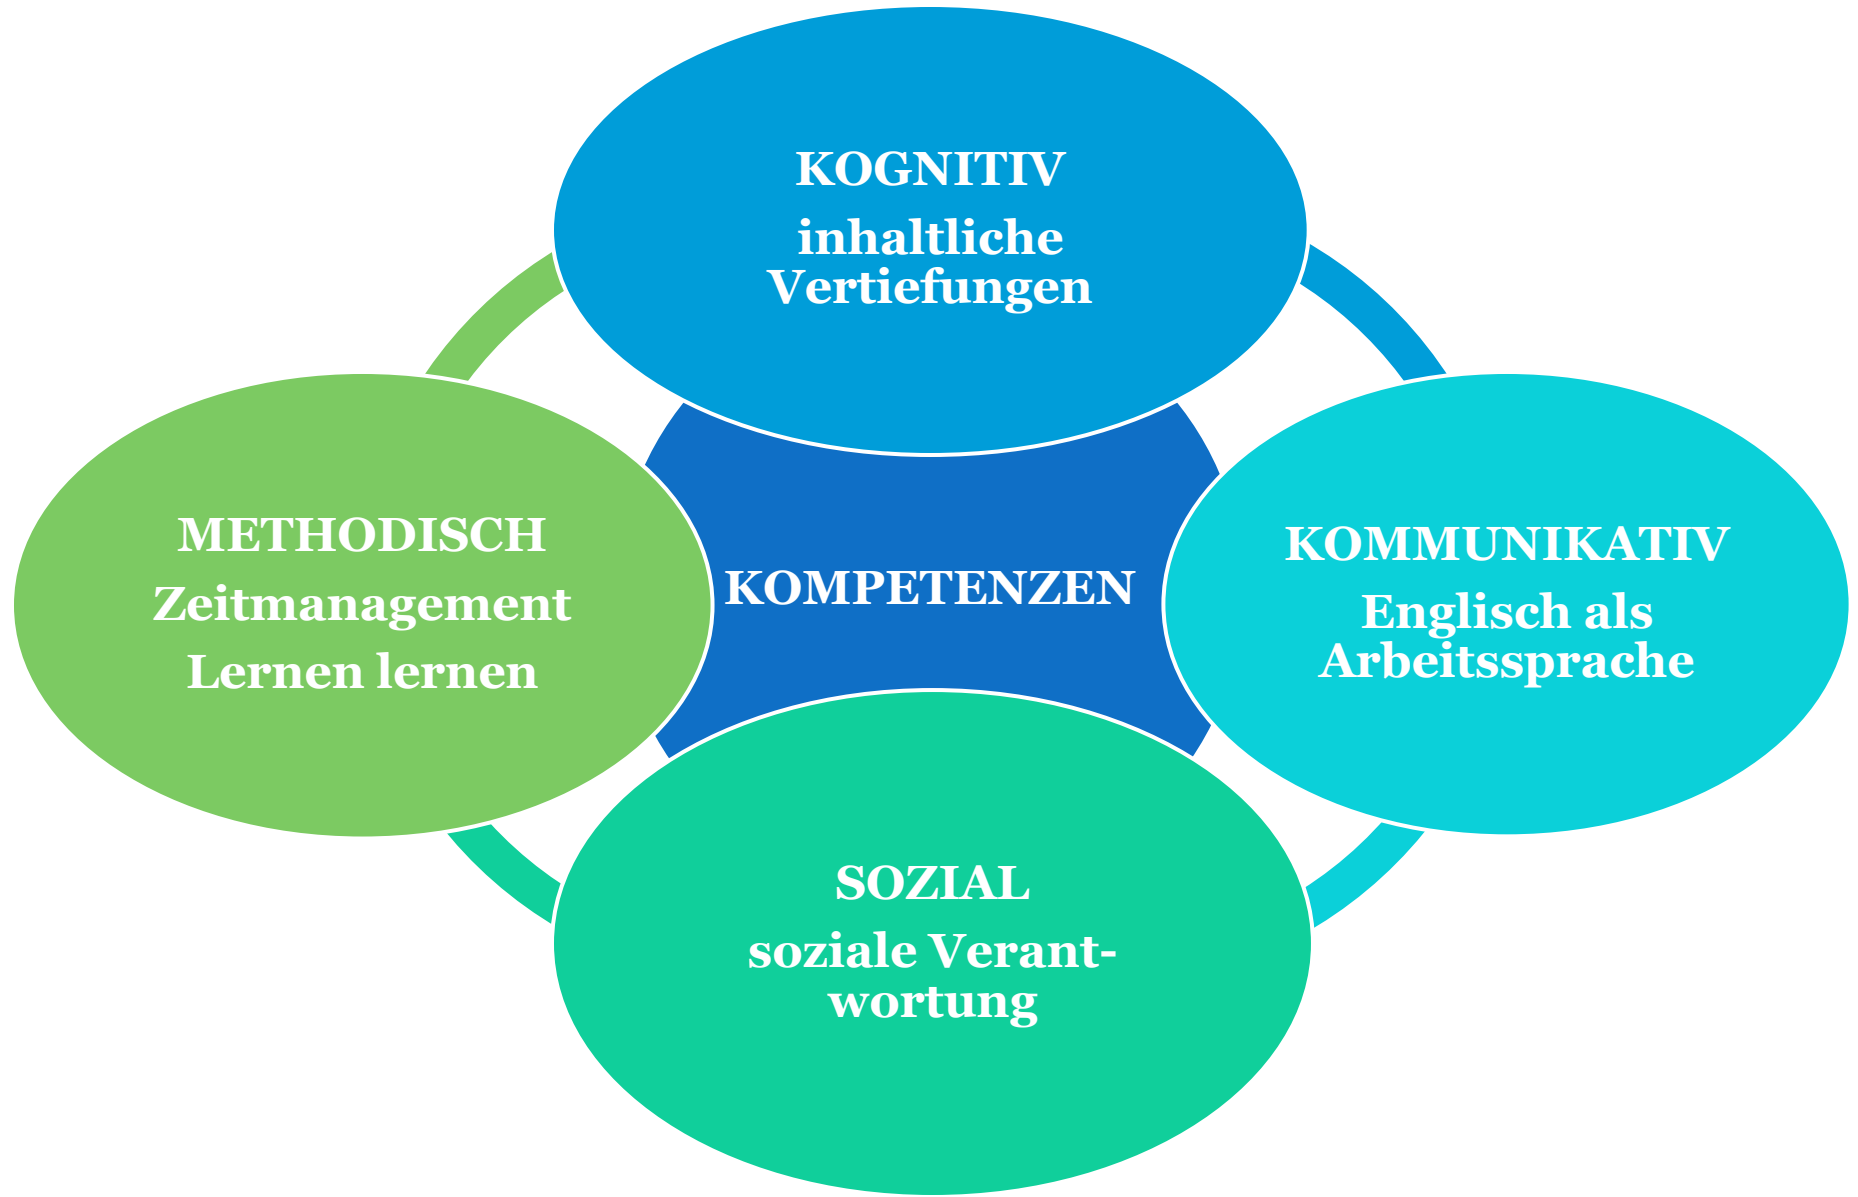 KOGNITIV
inhaltliche
Vertiefungen
METHODISCH
Zeitmanagement
Lernen lernen
KOMPETENZEN
KOMMUNIKATIV
Englisch als
Arbeitssprache
SOZIAL
soziale Verant-
wortung